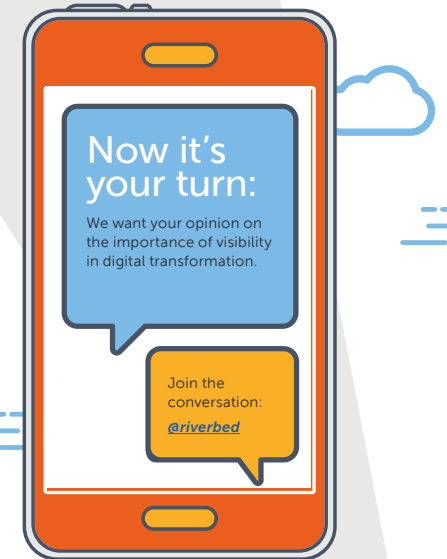 Now it's
your turn:
We want your opinion on
the importance of visibility
in digital transformation.
Join the
conversation:
@riverbed